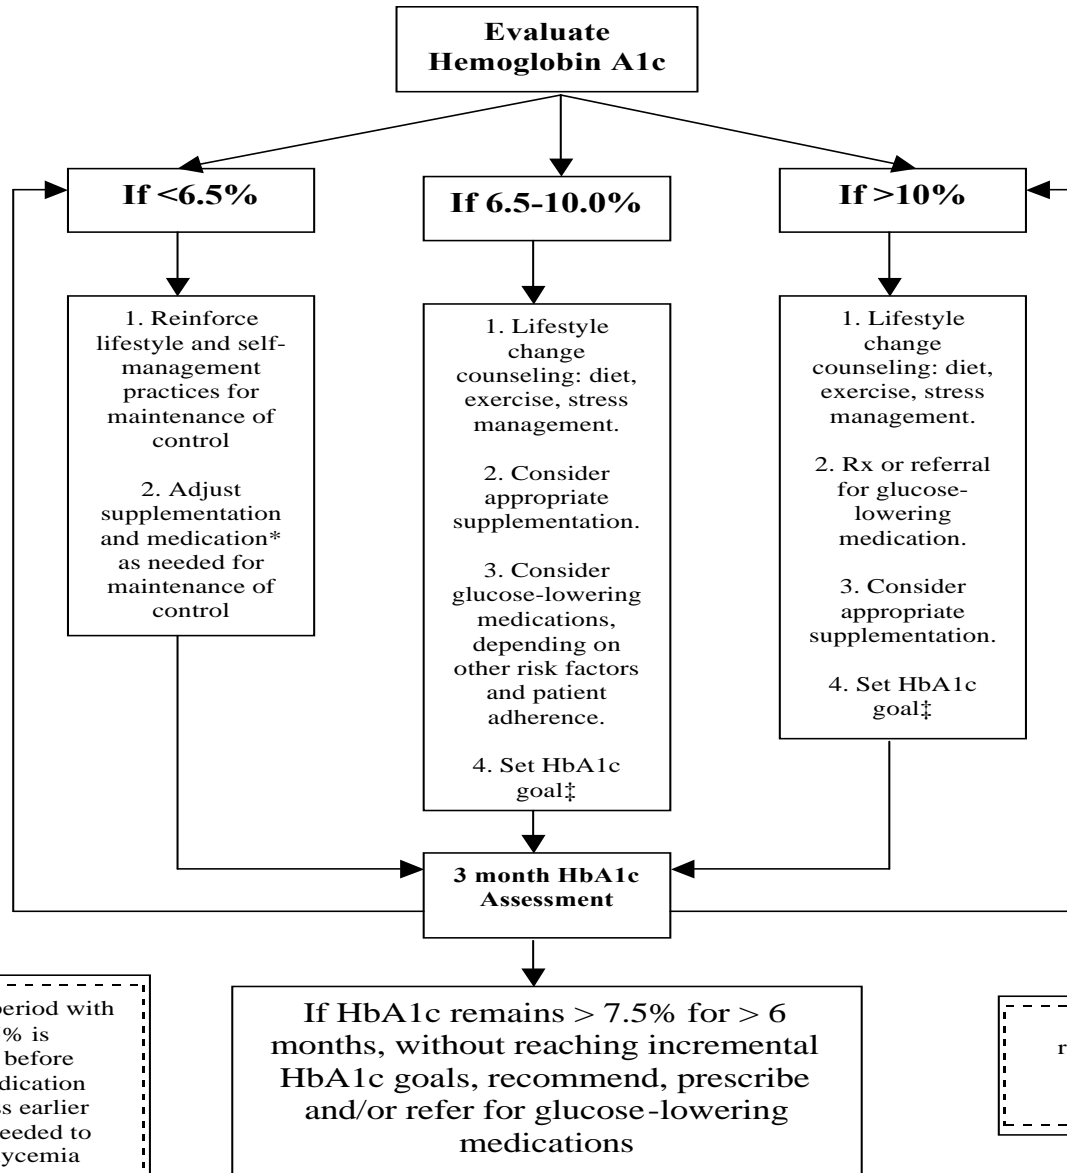 Evaluate
Hemoglobin A1c
If <6.5%
If 6.5-10.0%
If >10%
1. Reinforce
lifestyle and self-
management
practices for
maintenance of
control
2. Adjust
supplementation
and medication*
as needed for
maintenance of
control
1. Lifestyle
change
counseling: diet,
exercise, stress
management.
2. Consider
appropriate
supplementation.
3. Consider
glucose-lowering
medications,
depending on
other risk factors
and patient
adherence.
4. Set HbA1c
goal‡
1. Lifestyle
change
counseling: diet,
exercise, stress
management.
2. Rx or referral
for glucose-
lowering
medication.
3. Consider
appropriate
supplementation.
4. Set HbA1c
goal‡
3 month HbA1c
Assessment
period with
% is
before
earlier
to
If HbA1c remains > 7.5% for > 6
months, without reaching incremental
HbA1c goals, recommend, prescribe
and/or refer for glucose-lowering
medications